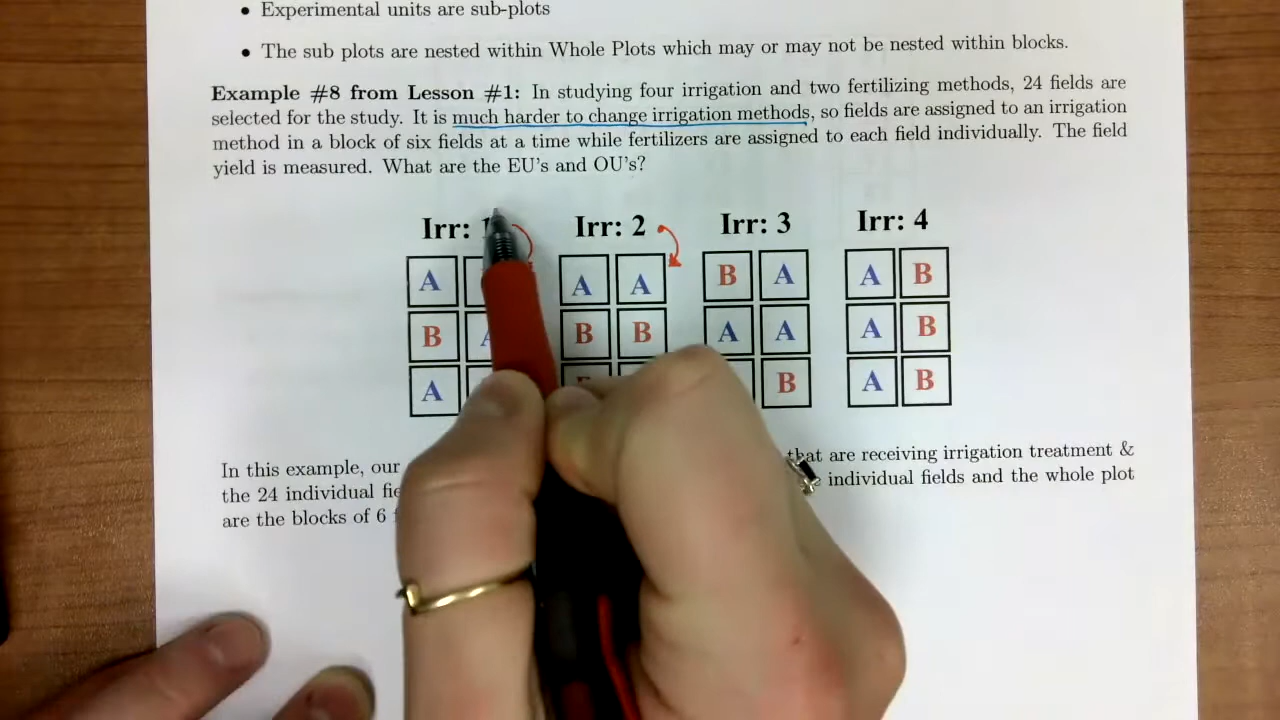 • Experimental units are sub-plots
• The sub plots are nested within Whole Plots which may or may not be nested within blocks.
Example #8 from Lesson #1: In studying four irrigation and two fertilizing methods, 24 fields are
selected for the study. It is much harder to change irrigation methods, so fields are assigned to an irrigation
method in a block of six fields at a time while fertilizers are assigned to each field individually. The field
yield is measured. What are the EU's and OU's?
Irr: 1 Irr: 2 Irr: 3 Irr: 4
A A A B A A B
B A B B A A A B
A B A B
In this example, our that are receiving irrigation treatment &
the 24 individual individual fields and the whole plot
are the blocks of 6